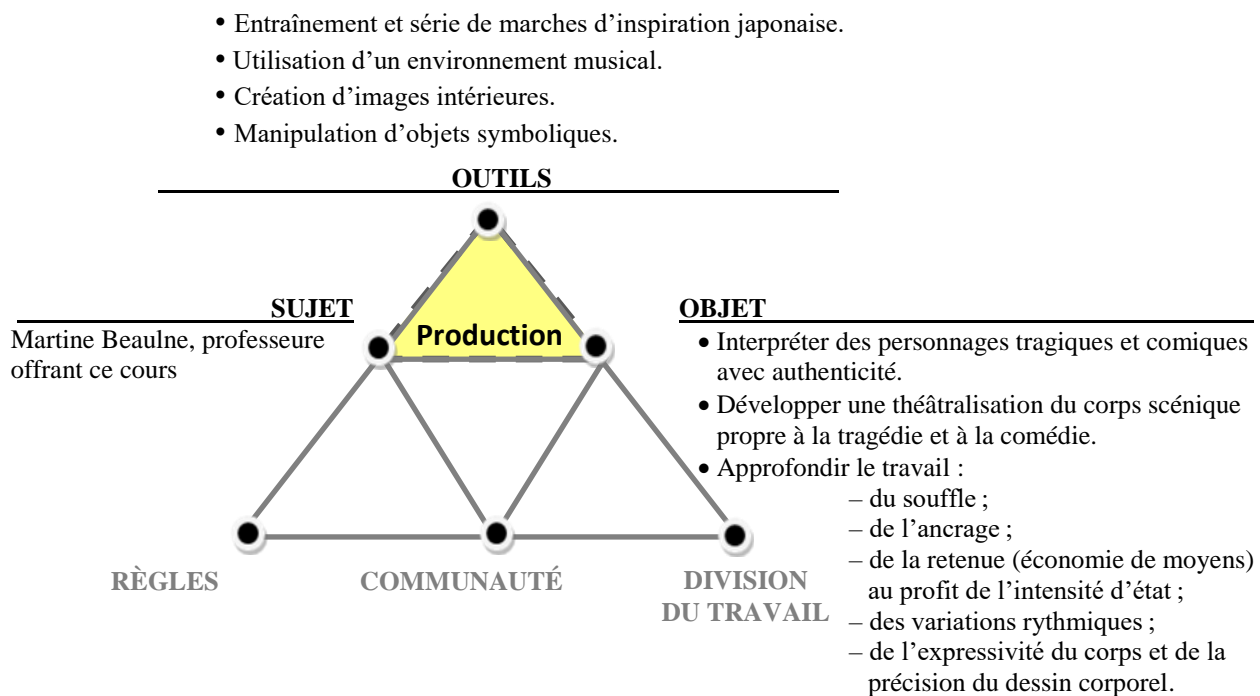 • Entraînement et série de marches d’inspiration japonaise.
• Utilisation d’un environnement musical.
• Création d’images intérieures.
• Manipulation d’objets symboliques.
OUTILS
SUJET
Martine Beaulne, professeure
offrant ce cours
Production
OBJET
• Interpréter des personnages tragiques et comiques
avec authenticité.
• Développer une théâtralisation du corps scénique
propre à la tragédie et à la comédie.
• Approfondir le travail :
– du souffle ;
– de l’ancrage ;
– de la retenue (économie de moyens)
au profit de l’intensité d’état ;
– des variations rythmiques ;
– de l’expressivité du corps et de la
précision du dessin corporel.
RÈGLES
COMMUNAUTÉ
DIVISION
DU TRAVAIL